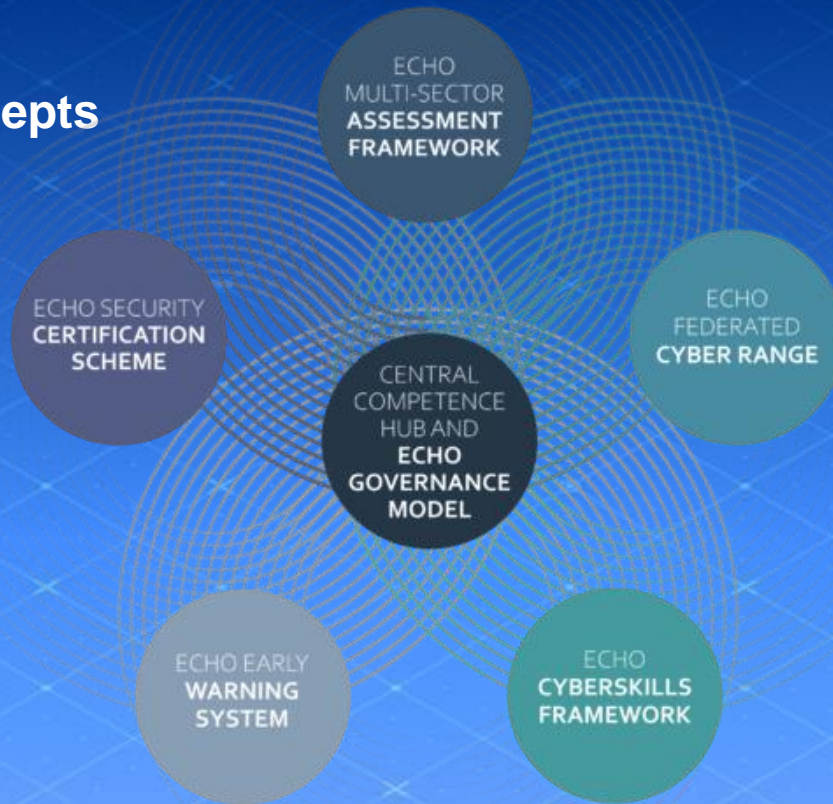 epts
ECHO
MULTI-SECTOR
ASSESSMENT
FRAMEWORK
ECHO SECURITY
CERTIFICATION
SCHEME
ECHO
FEDERATED
CYBER RANGE
CENTRAL
COMPETENCE
HUB AND
ECHO
GOVERNANCE
MODEL
ECHO EARLY
WARNING
SYSTEM
ECHO
CYBERSKILLS
FRAMEWORK